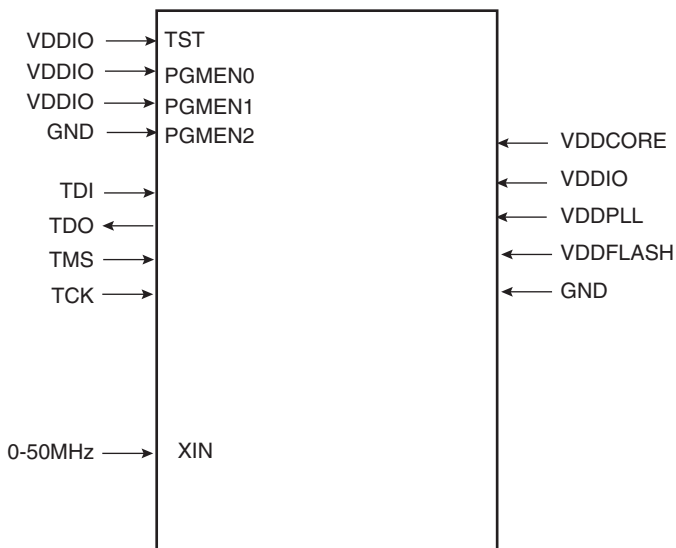 VDDIO TST
VDDIO PGMEN0
VDDIO PGMEN1
GND PGMEN2
VDDCORE
VDDIO
TDI
VDDPLL
TDO
VDDFLASH
TMS
GND
TCK
0-50MHz XIN